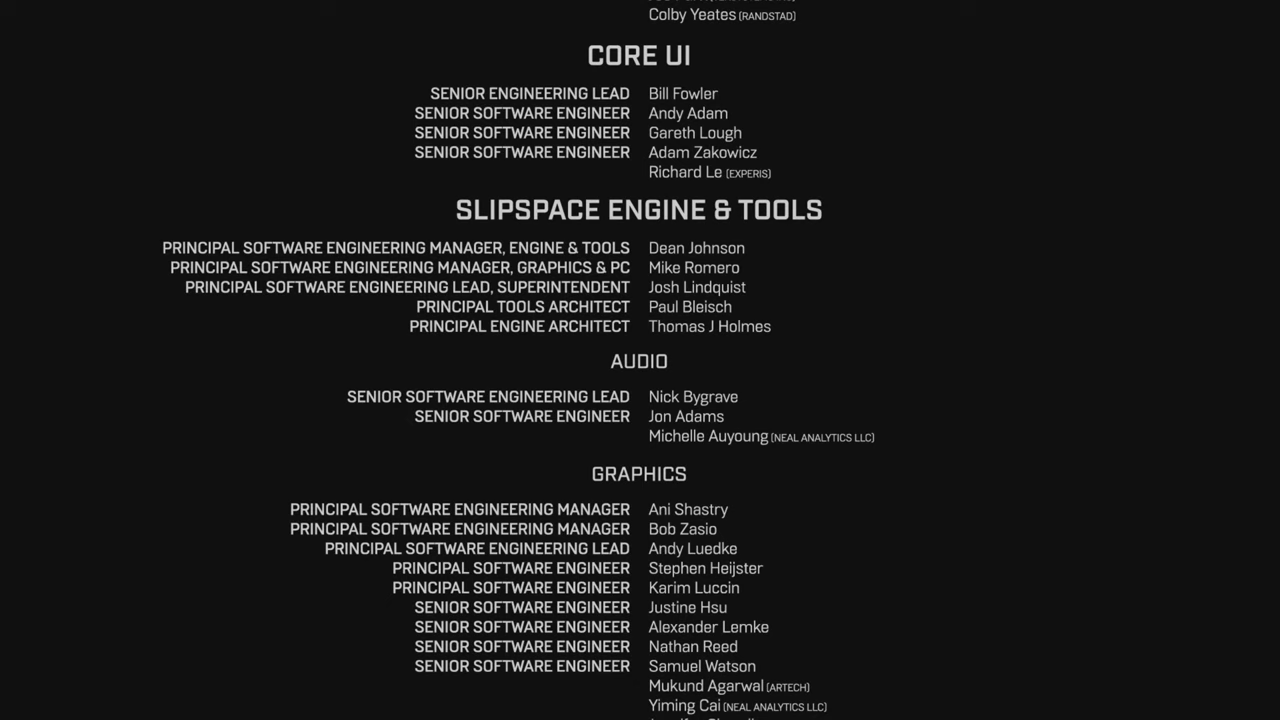 Colby Yeates (RANDSTAD)
CORE UI
SENIOR ENGINEERING LEAD Bill Fowler
SENIOR SOFTWARE ENGINEER Andy Adam
SENIOR SOFTWARE ENGINEER Gareth Lough
SENIOR SOFTWARE ENGINEER Adam Zakowicz
Richard Le (EXPERIS)
SLIPSPACE ENGINE & TOOLS
PRINCIPAL SOFTWARE ENGINEERING MANAGER, ENGINE & TOOLS Dean Johnson
PRINCIPAL SOFTWARE ENGINEERING MANAGER, GRAPHICS & PC Mike Romero
PRINCIPAL SOFTWARE ENGINEERING LEAD, SUPERINTENDENT Josh Lindquist
PRINCIPAL TOOLS ARCHITECT Paul Bleisch
PRINCIPAL ENGINE ARCHITECT Thomas J Holmes
AUDIO
SENIOR SOFTWARE ENGINEERING LEAD Nick Bygrave
SENIOR SOFTWARE ENGINEER Jon Adams
Michelle Auyoung (NEAL ANALYTICS LLC)
GRAPHICS
PRINCIPAL SOFTWARE ENGINEERING MANAGER Ani Shastry
PRINCIPAL SOFTWARE ENGINEERING MANAGER Bob Zasio
PRINCIPAL SOFTWARE ENGINEERING LEAD Andy Luedke
PRINCIPAL SOFTWARE ENGINEER Stephen Heijster
PRINCIPAL SOFTWARE ENGINEER Karim Luccin
SENIOR SOFTWARE ENGINEER Justine Hsu
SENIOR SOFTWARE ENGINEER Alexander Lemke
SENIOR SOFTWARE ENGINEER Nathan Reed
SENIOR SOFTWARE ENGINEER Samuel Watson
Mukund Agarwal (ARTECH)
Yiming Cai (NEAL ANALYTICS LLC)